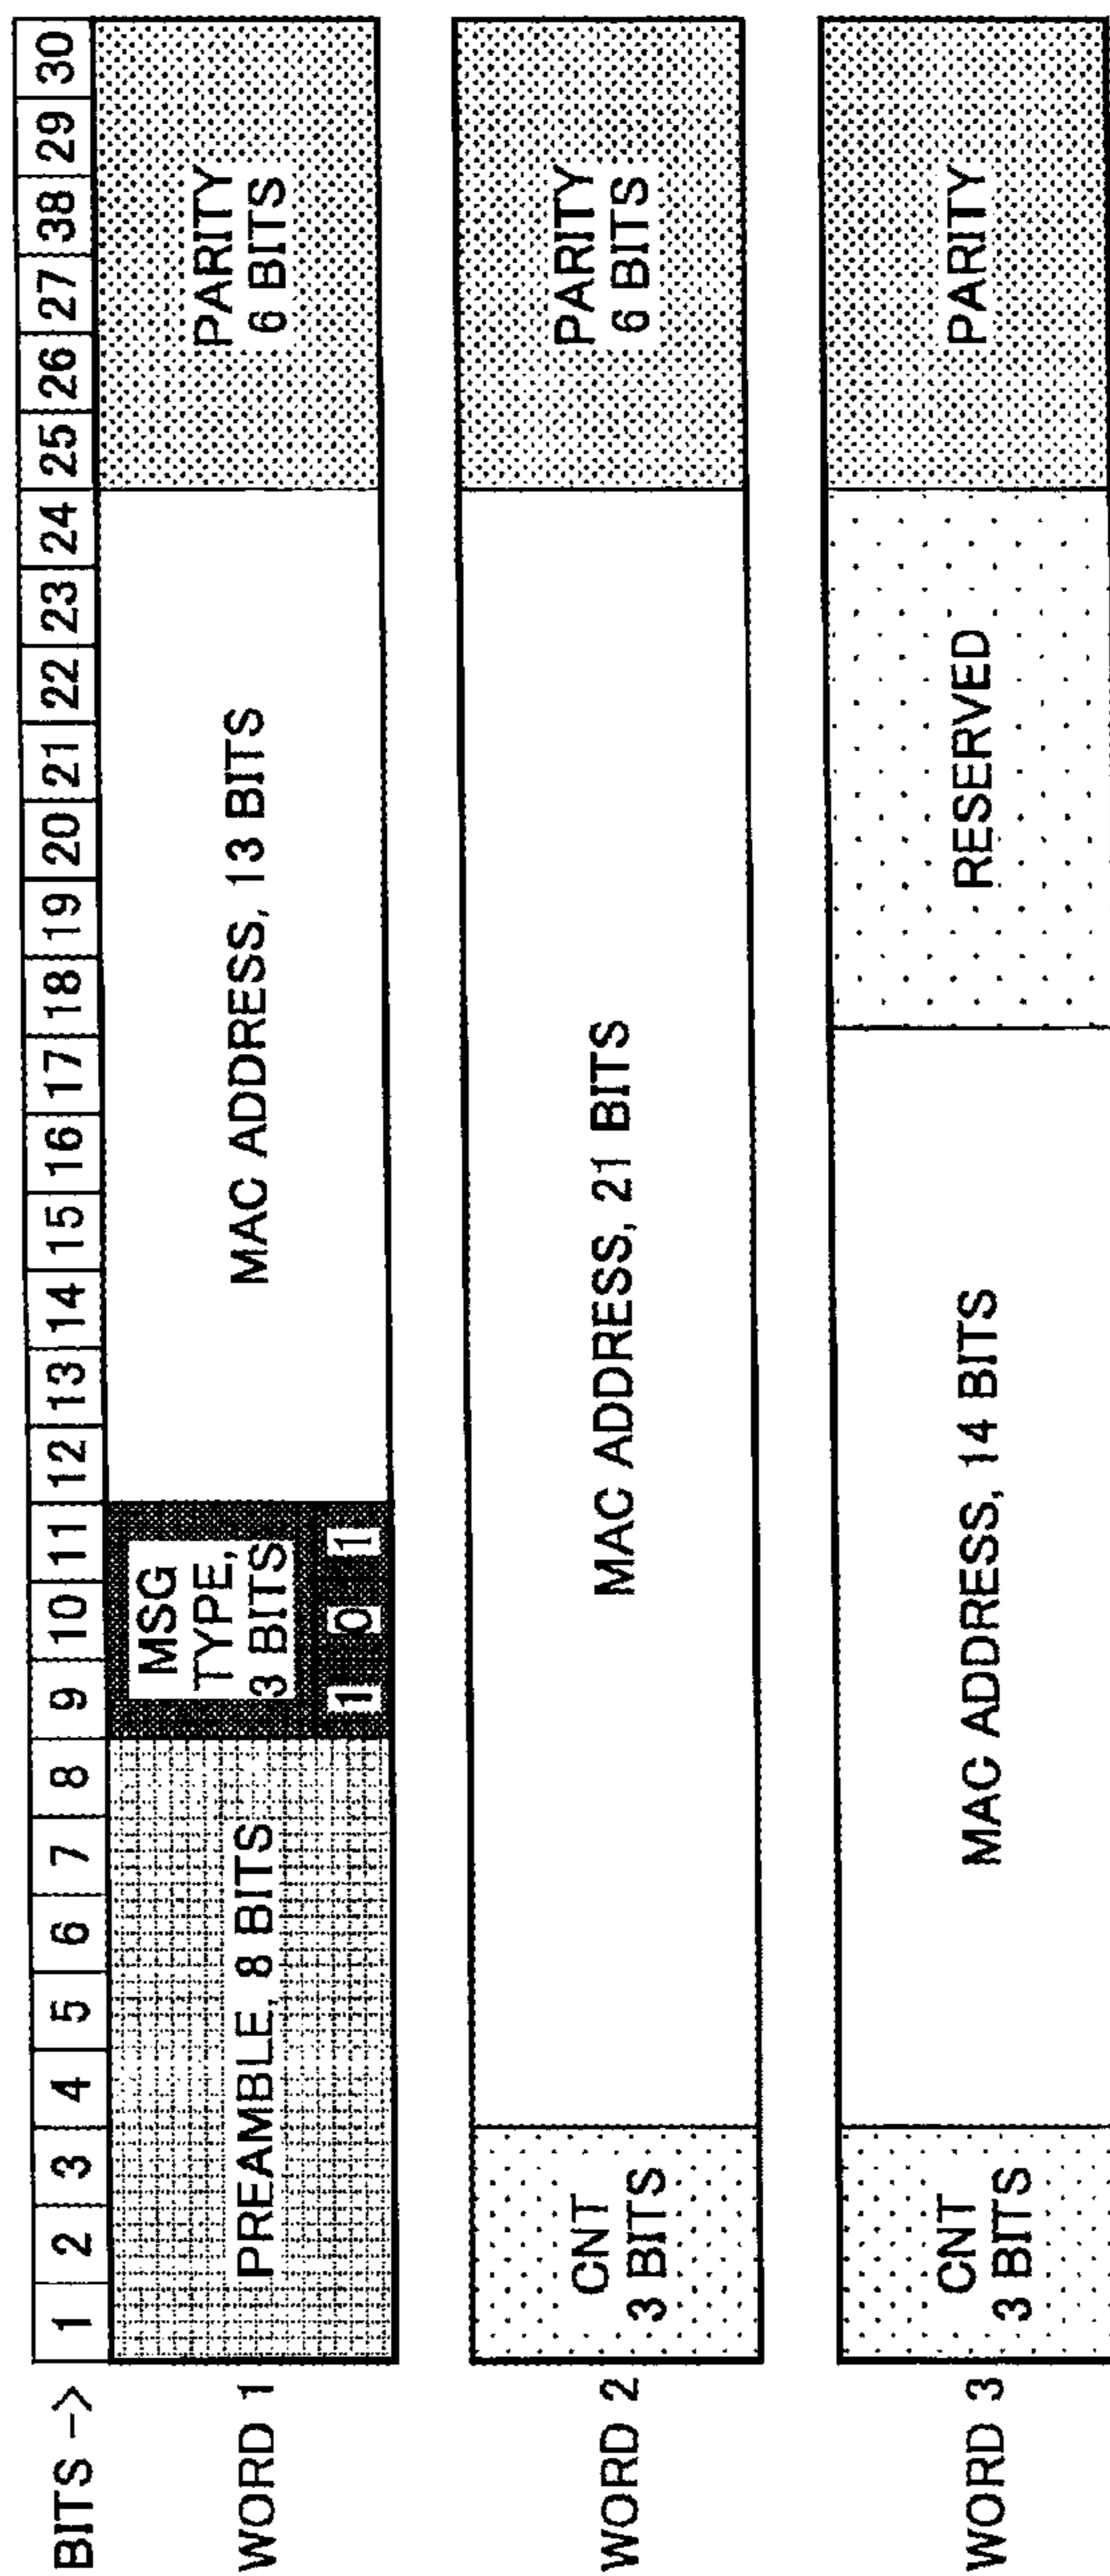 BITS -> 1 2 3 4 5 6 7 8 9 10 11 12 13 14 15 16 17 18 19 20 21 22 23 24 25 26 27 38 29 30
WORD 1
PREAMBLE, 8 BITS
MSG
TYPE,
3 BITS
1 0 1
MAC ADDRESS, 13 BITS
PARITY
6 BITS
WORD 2
CNT
3 BITS
MAC ADDRESS, 21 BITS
PARITY
6 BITS
WORD 3
CNT
3 BITS
MAC ADDRESS, 14 BITS
RESERVED
PARITY